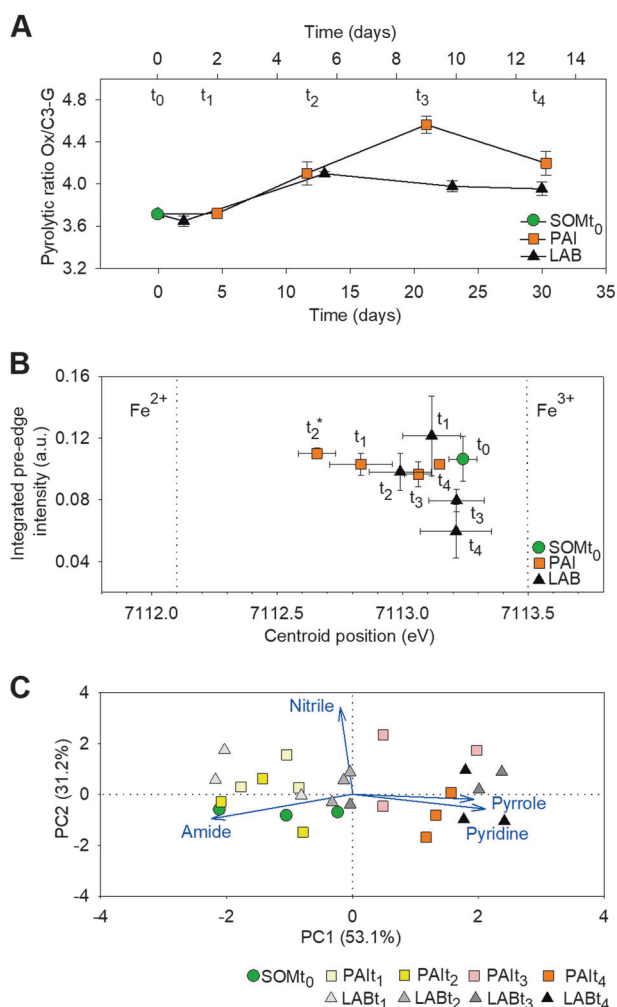 A
Time (days)
0 2 4 6 8 10 12 14
t0 t1 t2 t3 t4
4.8
4.4
4.0
3.6
3.2
Pyrolytic ratio Ox/C3-G
SOMt0
PAI
LAB
0 5 10 15 20 25 30 35
Time (days)
B
0.16
0.12
0.08
0.04
Integrated pre-edge
intensity (a.u.)
Fe2+
Fe3+
t2*
t1
t1
t0
t2
t3
t4
t3
t4
SOMt0
PAI
LAB
7112.0 7112.5 7113.0 7113.5
Centroid position (eV)
C
4
2
0
-2
-4
PC2 (31.2%)
Nitrile
Amide
Pyrrole
Pyridine
-4 -2 0 2 4
PC1 (53.1%)
SOMt0 PAIt1 PAIt2 PAIt3 PAIt4
LABt1 LABt2 LABt3 LABt4